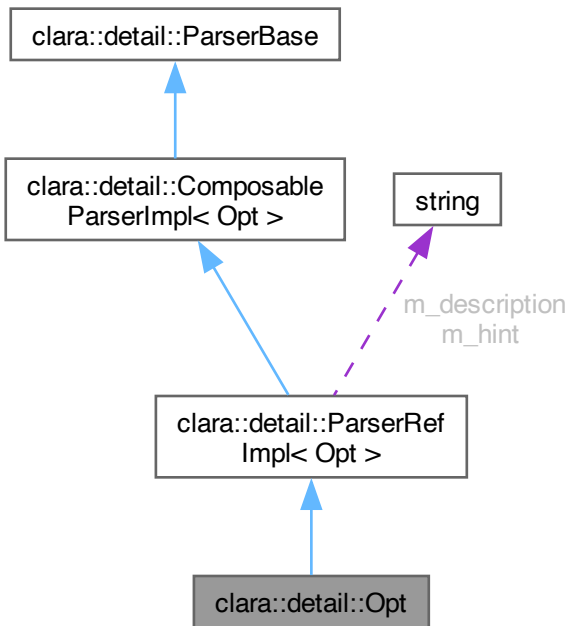 clara::detail::ParserBase
clara::detail::Composable
ParserImpl< Opt >
string
m_description
m_hint
clara::detail::ParserRef
Impl< Opt >
clara::detail::Opt